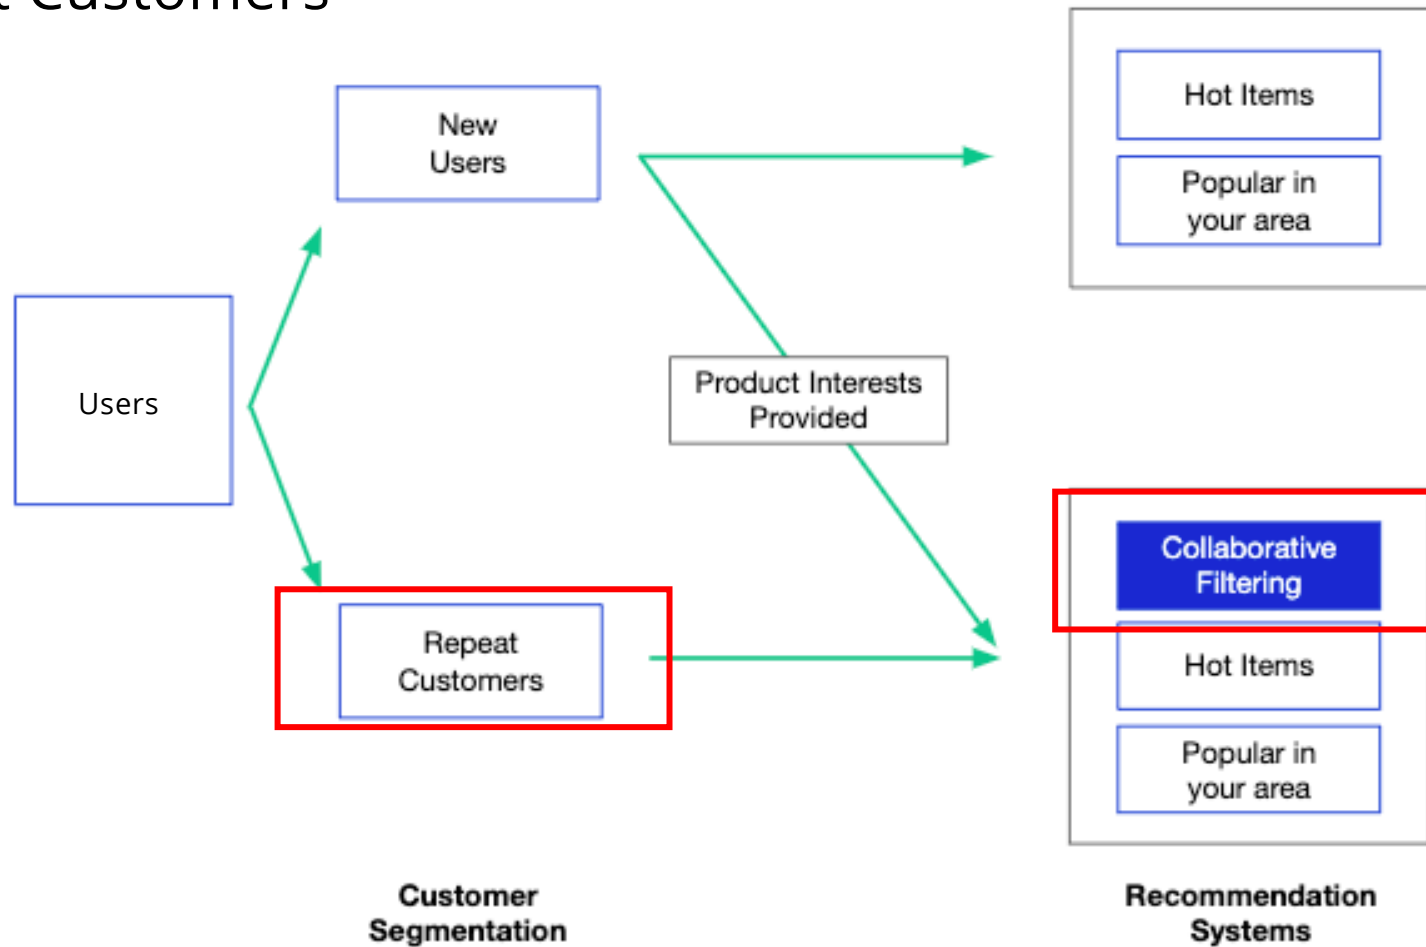 t Customers
New
Users
Users
Repeat
Customers
Product Interests
Provided
Hot Items
Popular in
your area
Collaborative
Filtering
Hot Items
Popular in
your area
Customer
Segmentation
Recommendation
Systems